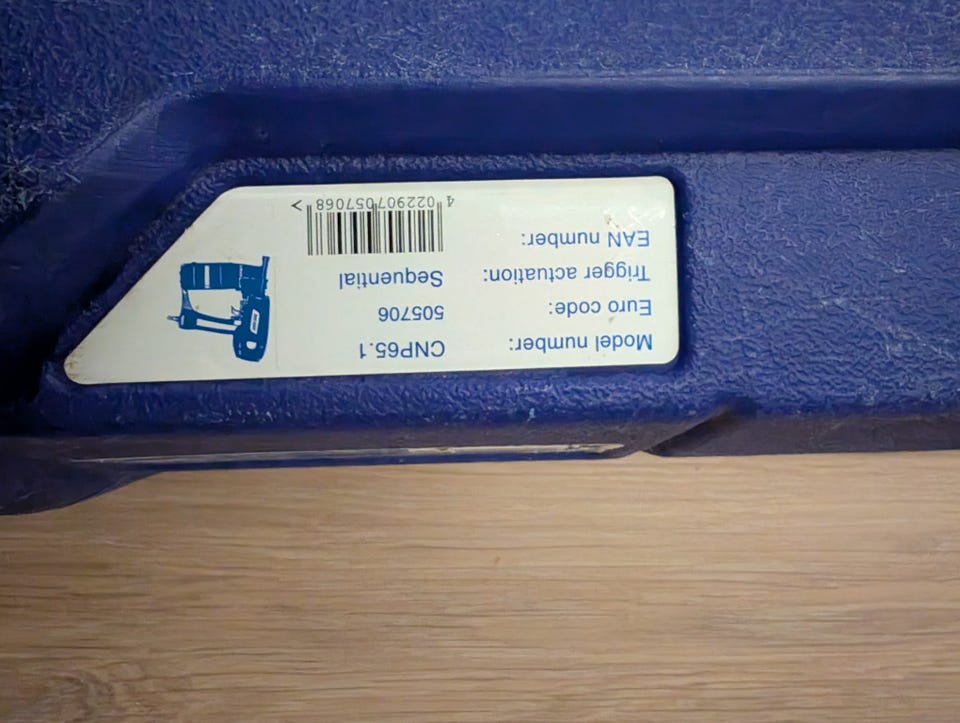 Model number: CNP65.1
Euro code: 505706
Trigger actuation: Sequential
EAN number:
4 022907 057068 >